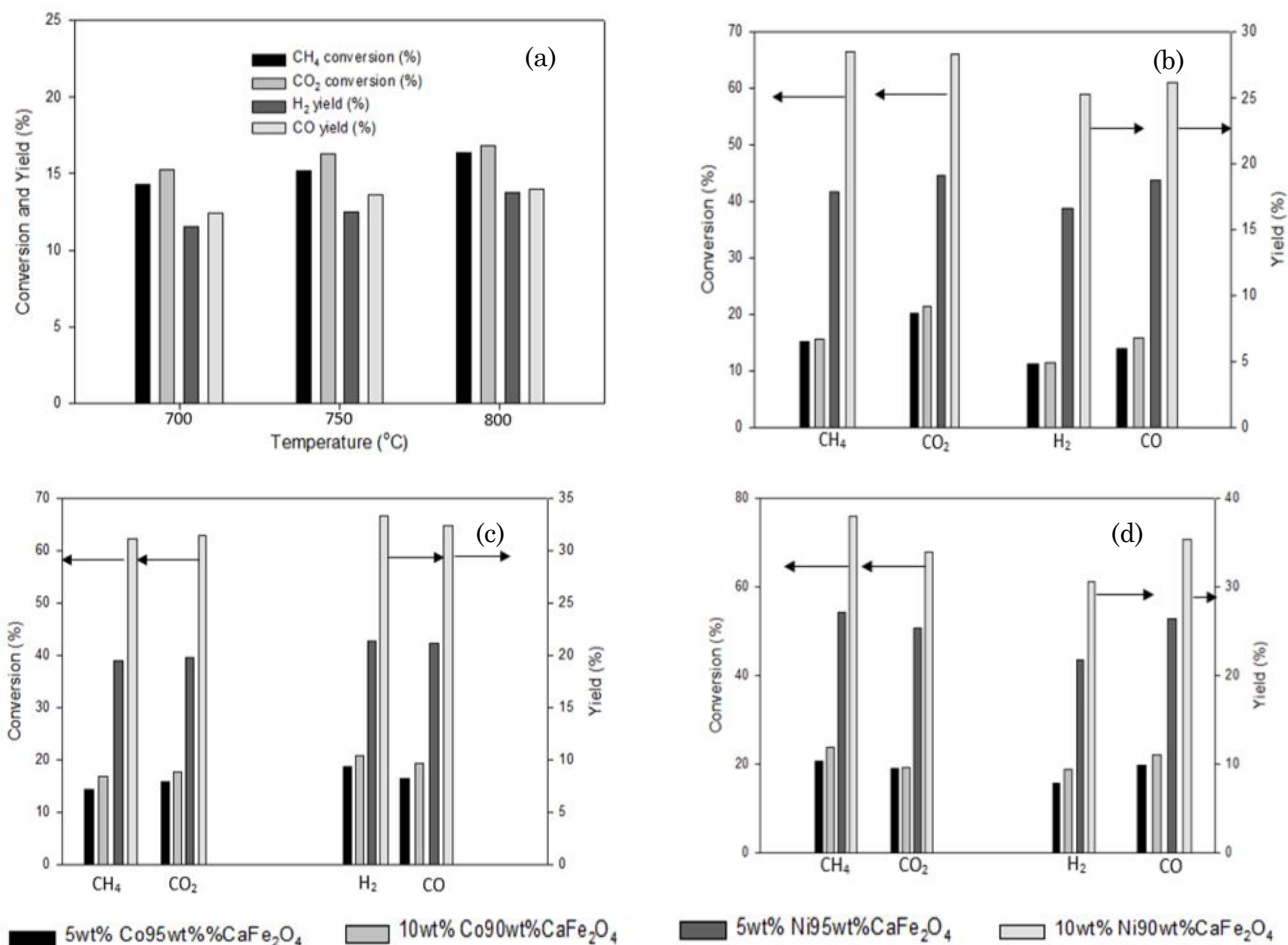 (a)
CH₄ conversion (%)
CO₂ conversion (%)
H₂ yield (%)
CO yield (%)
Conversion and Yield (%)
25
20
15
10
5
0
700 750 800
Temperature (°C)
(b)
Conversion (%)
70
60
50
40
30
20
10
0
Yield (%)
30
25
20
15
10
5
0
CH₄ CO₂ H₂ CO
(c)
Conversion (%)
70
60
50
40
30
20
10
0
Yield (%)
35
30
25
20
15
10
5
0
CH₄ CO₂ H₂ CO
(d)
Conversion (%)
80
60
40
20
0
Yield (%)
40
30
20
10
0
CH₄ CO₂ H₂ CO
5wt% Co95wt%%CaFe₂O₄ 10wt% Co90wt%CaFe₂O₄ 5wt% Ni95wt%CaFe₂O₄ 10wt% Ni90wt%CaFe₂O₄